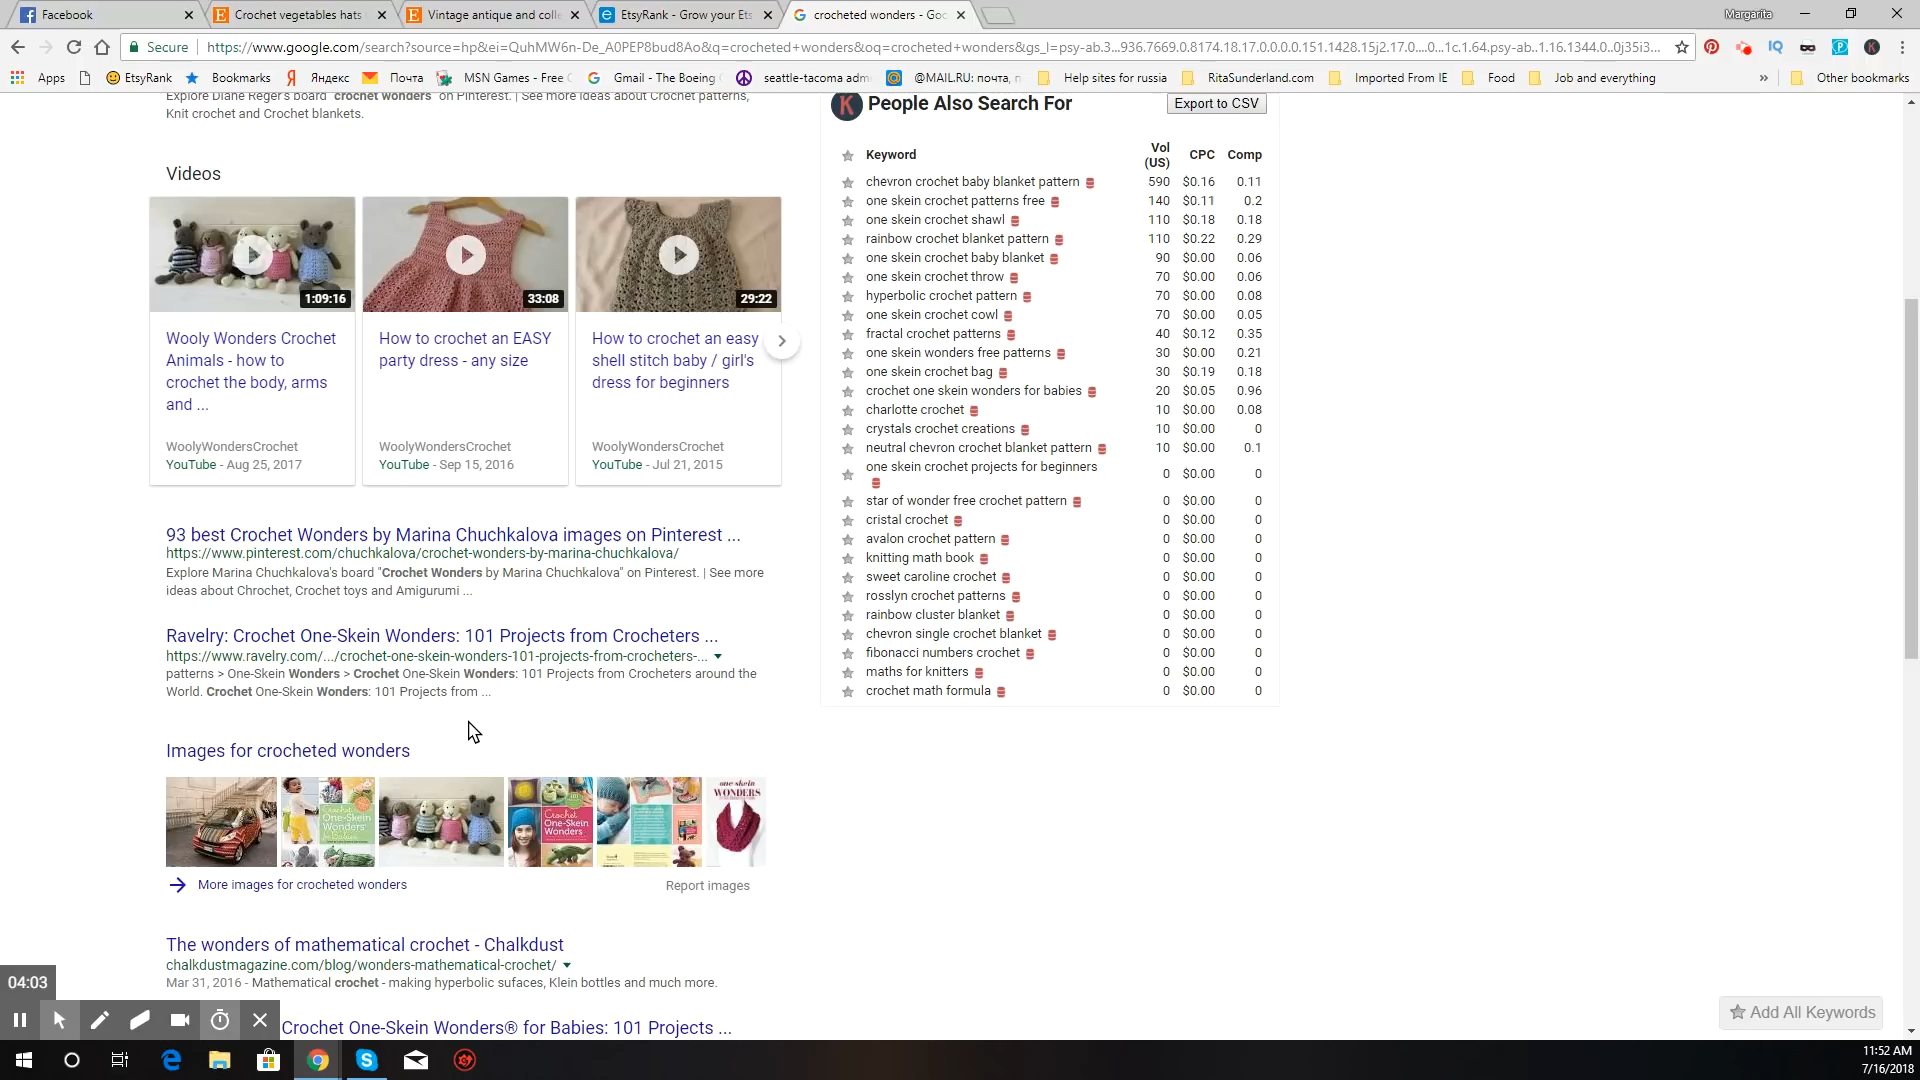 Facebook
Crochet vegetables hats
Vintage antique and colle
EtsyRank - Grow your Ets
crocheted wonders - Goo
Margarita
Secure
https://www.google.com/search?source=hp&ei=QuhMW6n-De_A0PEP8bud8Ao&q=crocheted+wonders&oq=crocheted+wonders&gs_l=psy-ab.3...936.7669.0.8174.18.17.0.0.0.0.151.1428.15j2.17.0....0...1c.1.64.psy-ab..1.16.1344.0..0j35i3...
Apps
EtsyRank
Bookmarks
Яндекс
Почта
MSN Games - Free C
Gmail - The Boeing
seattle-tacoma adm
@MAIL.RU: почта, п
Help sites for russia
RitaSunderland.com
Imported From IE
Food
Job and everything
»
Other bookmarks
Explore Diane Reger's board "crochet wonders" on Pinterest. | See more ideas about Crochet patterns,
Knit crochet and Crochet blankets.
Videos
1:09:16
33:08
29:22
Wooly Wonders Crochet
Animals - how to
crochet the body, arms
and ...
WoolyWondersCrochet
YouTube - Aug 25, 2017
How to crochet an EASY
party dress - any size
WoolyWondersCrochet
YouTube - Sep 15, 2016
How to crochet an easy
shell stitch baby / girl's
dress for beginners
WoolyWondersCrochet
YouTube - Jul 21, 2015
93 best Crochet Wonders by Marina Chuchkalova images on Pinterest ...
https://www.pinterest.com/chuchkalova/crochet-wonders-by-marina-chuchkalova/
Explore Marina Chuchkalova's board "Crochet Wonders by Marina Chuchkalova" on Pinterest. | See more
ideas about Chrochet, Crochet toys and Amigurumi ...
Ravelry: Crochet One-Skein Wonders: 101 Projects from Crocheters ...
https://www.ravelry.com/.../crochet-one-skein-wonders-101-projects-from-crocheters-...
patterns > One-Skein Wonders > Crochet One-Skein Wonders: 101 Projects from Crocheters around the
World. Crochet One-Skein Wonders: 101 Projects from ...
Images for crocheted wonders
Crochet
One-Skein
Wonders
for Babies
Crochet
One-Skein
Wonders
one-skein
WONDERS
More images for crocheted wonders
Report images
The wonders of mathematical crochet - Chalkdust
chalkdustmagazine.com/blog/wonders-mathematical-crochet/
Mar 31, 2016 - Mathematical crochet - making hyperbolic sufaces, Klein bottles and much more.
Crochet One-Skein Wonders® for Babies: 101 Projects ...
K People Also Search For
Export to CSV
Keyword Vol (US) CPC Comp
chevron crochet baby blanket pattern 590 $0.16 0.11
one skein crochet patterns free 140 $0.11 0.2
one skein crochet shawl 110 $0.18 0.18
rainbow crochet blanket pattern 110 $0.22 0.29
one skein crochet baby blanket 90 $0.00 0.06
one skein crochet throw 70 $0.00 0.06
hyperbolic crochet pattern 70 $0.00 0.08
one skein crochet cowl 70 $0.00 0.05
fractal crochet patterns 40 $0.12 0.35
one skein wonders free patterns 30 $0.00 0.21
one skein crochet bag 30 $0.19 0.18
crochet one skein wonders for babies 20 $0.05 0.96
charlotte crochet 10 $0.00 0.08
crystals crochet creations 10 $0.00 0
neutral chevron crochet blanket pattern 10 $0.00 0.1
one skein crochet projects for beginners 0 $0.00 0
star of wonder free crochet pattern 0 $0.00 0
cristal crochet 0 $0.00 0
avalon crochet pattern 0 $0.00 0
knitting math book 0 $0.00 0
sweet caroline crochet 0 $0.00 0
rosslyn crochet patterns 0 $0.00 0
rainbow cluster blanket 0 $0.00 0
chevron single crochet blanket 0 $0.00 0
fibonacci numbers crochet 0 $0.00 0
maths for knitters 0 $0.00 0
crochet math formula 0 $0.00 0
Add All Keywords
04:03
11:52 AM
7/16/2018